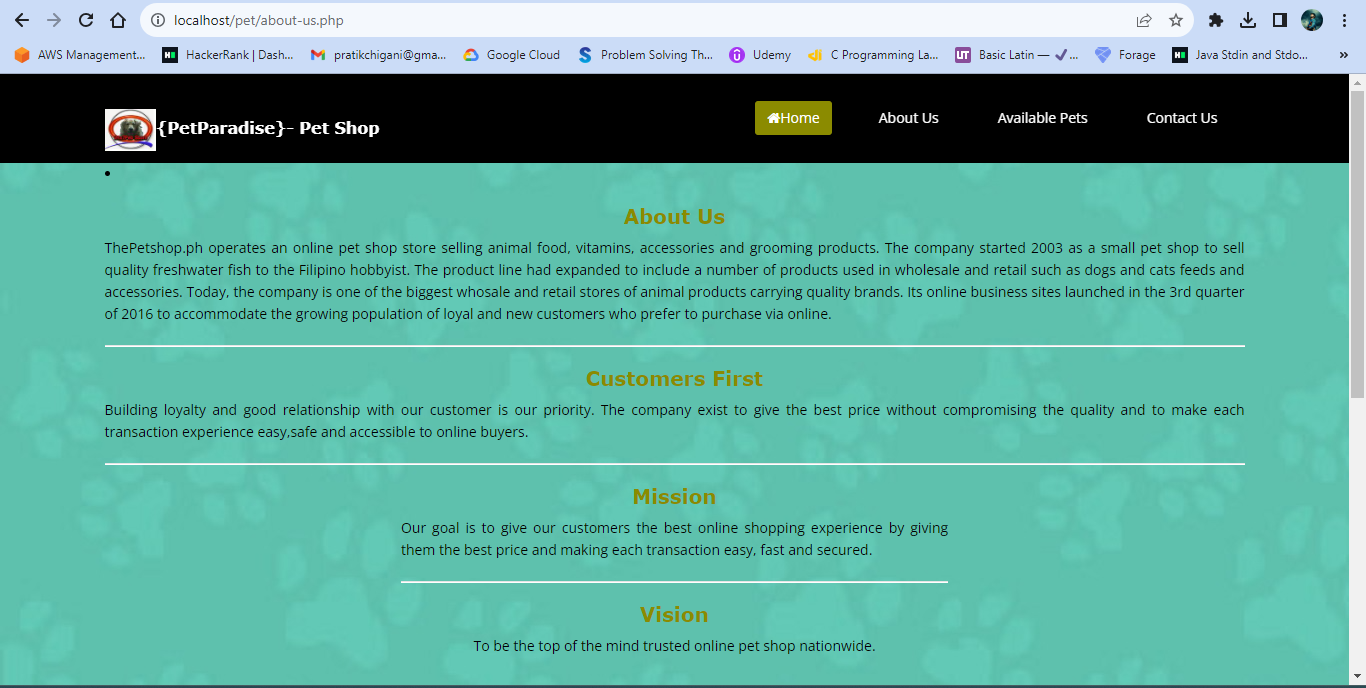 localhost/pet/about-us.php
AWS Management... HackerRank | Dash... pratikchigani@gma... Google Cloud Problem Solving Th... Udemy C Programming La... Basic Latin — ✓... Forage Java Stdin and Stdo... »
{PetParadise}- Pet Shop
Home About Us Available Pets Contact Us
About Us
ThePetshop.ph operates an online pet shop store selling animal food, vitamins, accessories and grooming products. The company started 2003 as a small pet shop to sell
quality freshwater fish to the Filipino hobbyist. The product line had expanded to include a number of products used in wholesale and retail such as dogs and cats feeds and
accessories. Today, the company is one of the biggest whosale and retail stores of animal products carrying quality brands. Its online business sites launched in the 3rd quarter
of 2016 to accommodate the growing population of loyal and new customers who prefer to purchase via online.
Customers First
Building loyalty and good relationship with our customer is our priority. The company exist to give the best price without compromising the quality and to make each
transaction experience easy,safe and accessible to online buyers.
Mission
Our goal is to give our customers the best online shopping experience by giving
them the best price and making each transaction easy, fast and secured.
Vision
To be the top of the mind trusted online pet shop nationwide.